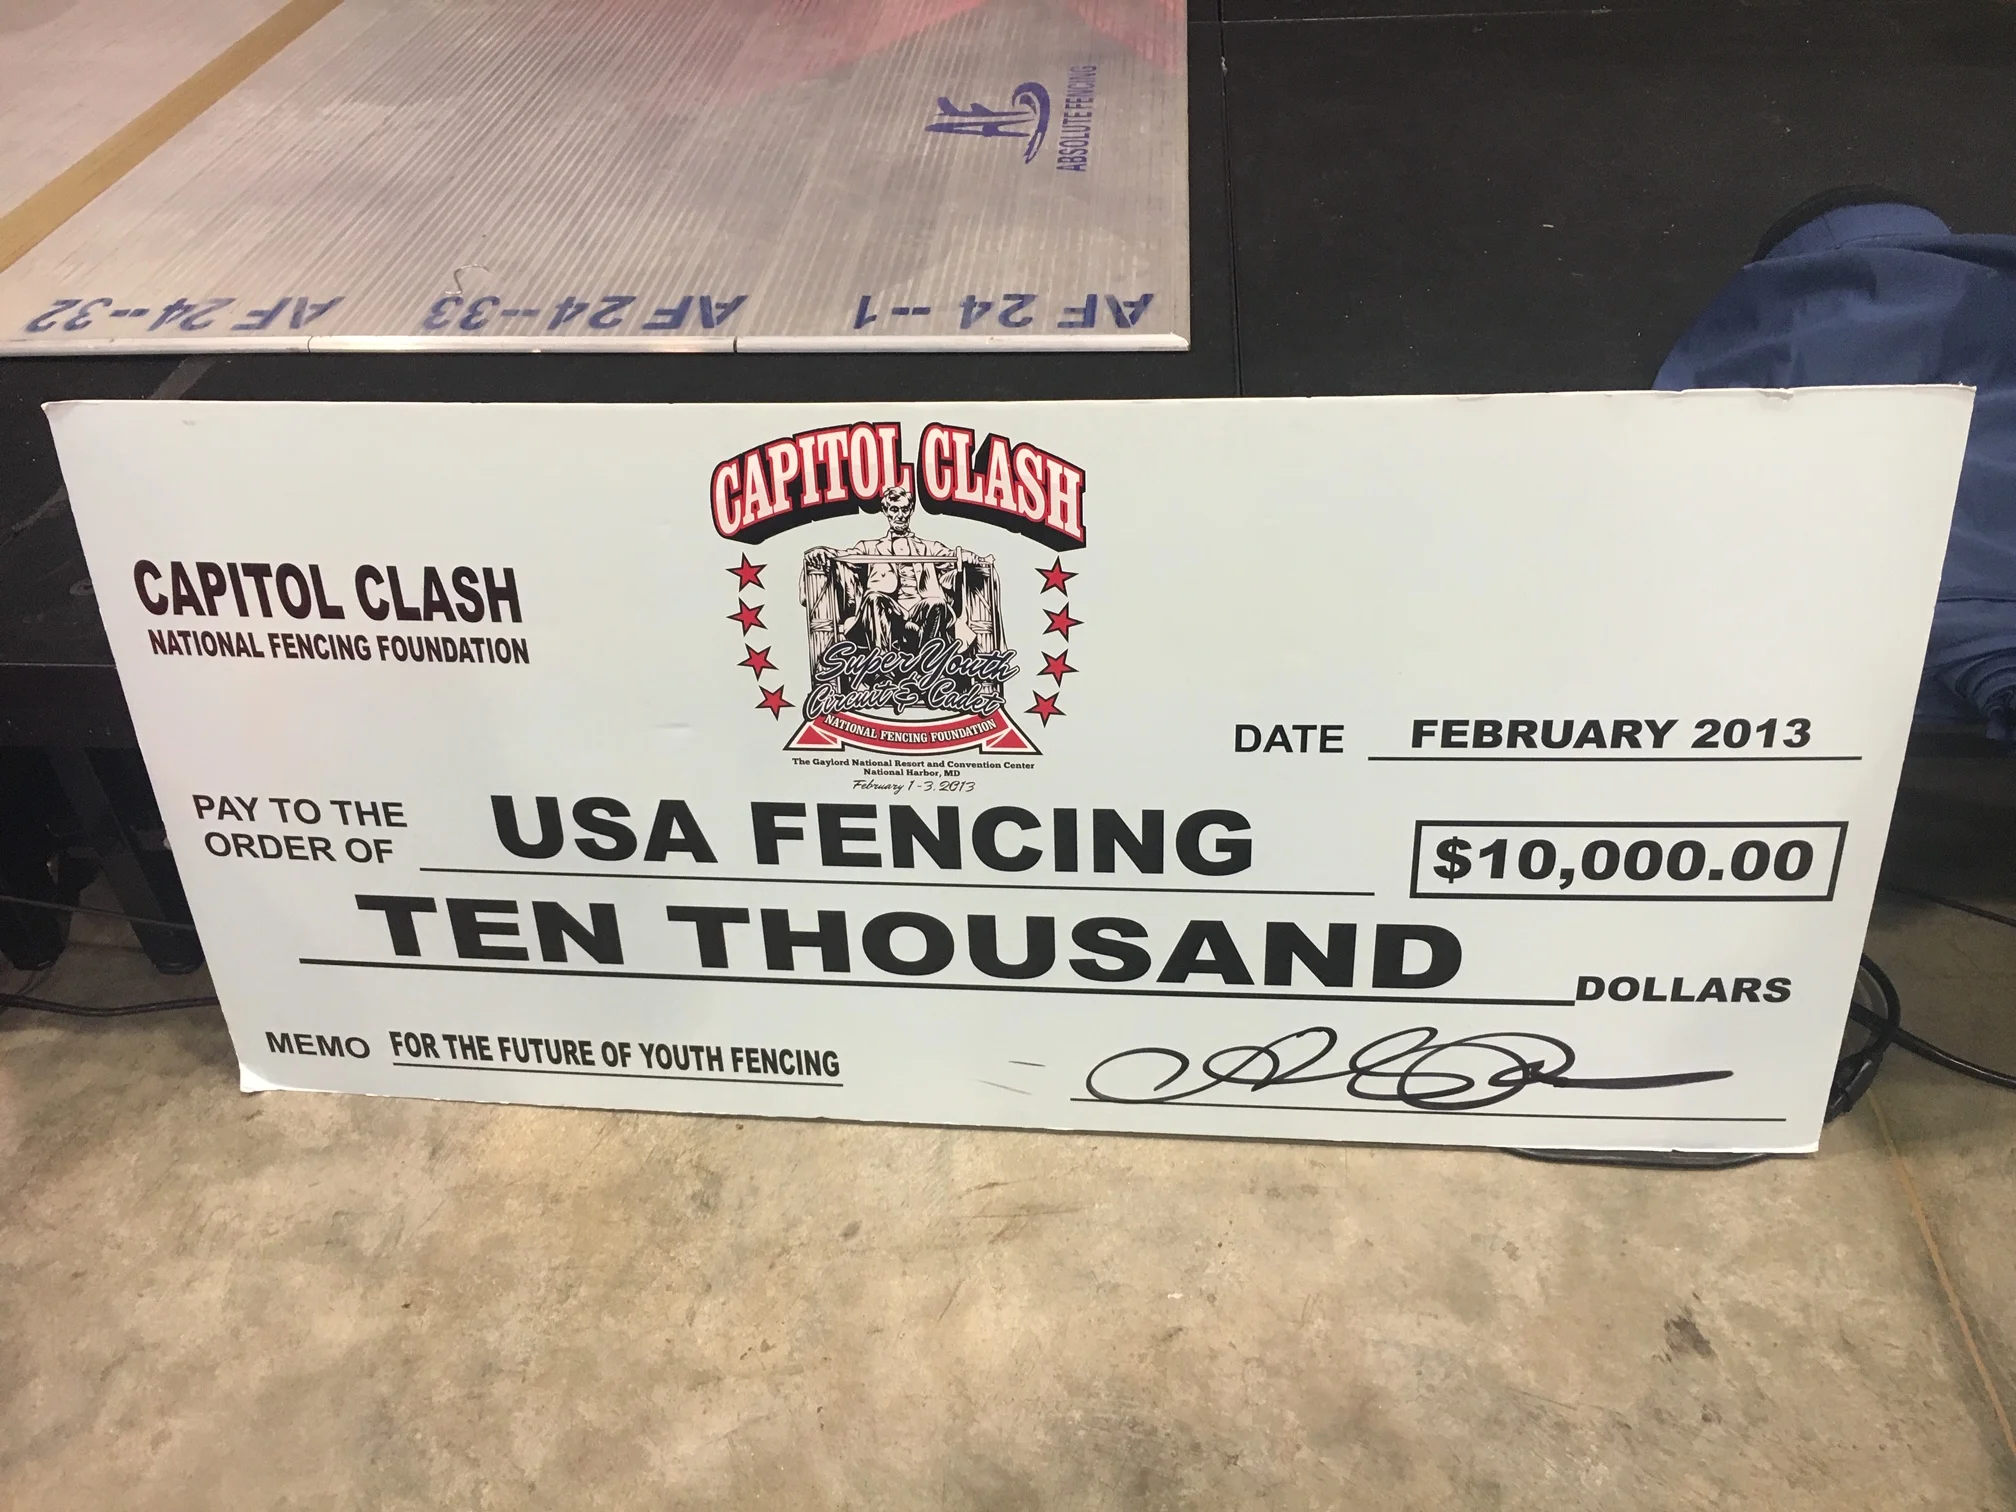 AF
ABSOLUTE FENCING
AF 24--32
AF 24--33
AF 24--1
CAPITOL CLASH
CAPITOL CLASH
NATIONAL FENCING FOUNDATION
Super Youth
Circuit & Cadet
NATIONAL FENCING FOUNDATION
The Gaylord National Resort and Convention Center
National Harbor, MD
February 1-3, 2013
DATE FEBRUARY 2013
PAY TO THE
ORDER OF USA FENCING $10,000.00
TEN THOUSAND DOLLARS
MEMO FOR THE FUTURE OF YOUTH FENCING